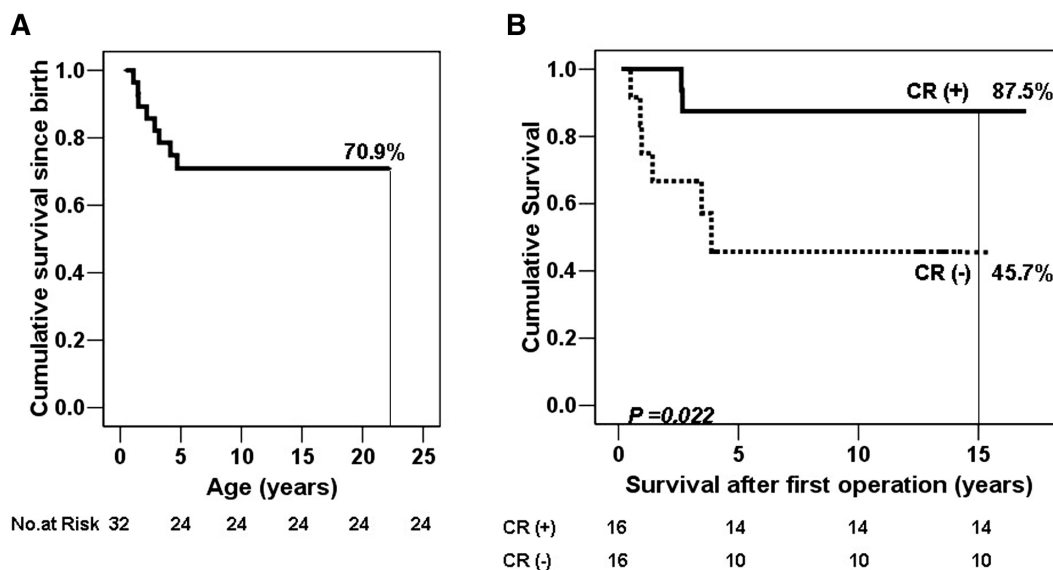 A
Cumulative survival since birth
1.0
0.8
0.6
0.4
0.2
0.0
70.9%
0 5 10 15 20 25
Age (years)
No.at Risk 32 24 24 24 24 24
B
Cumulative Survival
1.0
0.8
0.6
0.4
0.2
0.0
CR (+) 87.5%
CR (-) 45.7%
P =0.022
0 5 10 15
Survival after first operation (years)
CR (+) 16 14 14 14
CR (-) 16 10 10 10